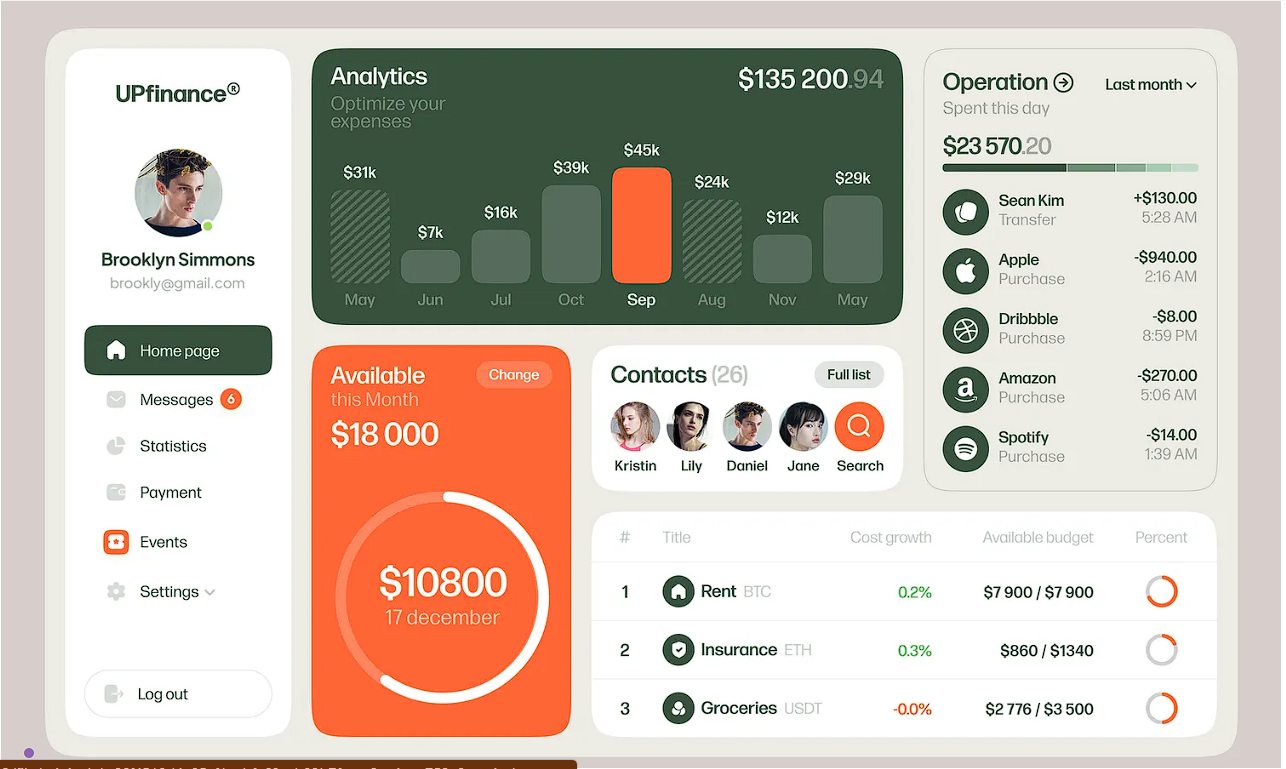 UPfinance®
Brooklyn Simmons
brookly@gmail.com
Home page
Messages 6
Statistics
Payment
Events
Settings
Log out
Analytics
$135 200.94
Optimize your
expenses
$31k
$7k
$16k
$39k
$45k
$24k
$12k
$29k
May Jun Jul Oct Sep Aug Nov May
Available Change
this Month
$18 000
$10800
17 december
Contacts (26) Full list
Kristin Lily Daniel Jane Search
Operation Last month
Spent this day
$23 570.20
Sean Kim +$130.00
Transfer 5:28 AM
Apple -$940.00
Purchase 2:16 AM
Dribbble -$8.00
Purchase 8:59 PM
Amazon -$270.00
Purchase 5:06 AM
Spotify -$14.00
Purchase 1:39 AM
# Title Cost growth Available budget Percent
1 Rent BTC 0.2% $7 900 / $7 900
2 Insurance ETH 0.3% $860 / $1340
3 Groceries USDT -0.0% $2 776 / $3 500